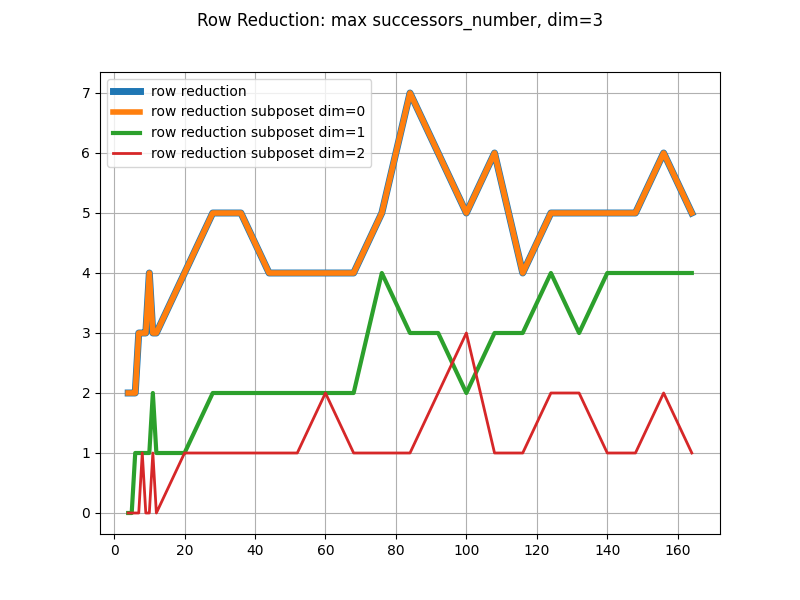 Row Reduction: max successors_number, dim=3
row reduction
row reduction subposet dim=0
row reduction subposet dim=1
row reduction subposet dim=2
7
6
5
4
3
2
1
0
0 20 40 60 80 100 120 140 160